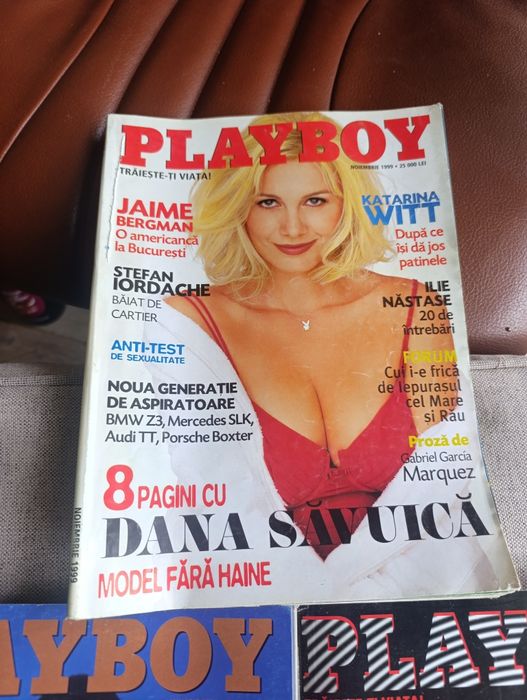 PLAYBOY
TRĂIEȘTE-ȚI VIAȚA!
NOIEMBRIE 1999 • 25 000 LEI
JAIME
BERGMAN
O americancă
la București
STEFAN
IORDACHE
BĂIAT DE
CARTIER
ANTI-TEST
DE SEXUALITATE
NOUA GENERATIE
DE ASPIRATOARE
BMW Z3, Mercedes SLK,
Audi TT, Porsche Boxter
KATARINA
WITT
După ce
își dă jos
patinele
ILIE
NĂSTASE
20 de
întrebări
FORUM
Cui i-e frică
de Iepurașul
cel Mare
și Rău
Proză de
Gabriel García
Marquez
8 PAGINI CU
DANA SĂVUICĂ
MODEL FĂRĂ HAINE
NOIEMBRIE 1999
AYBOY
PLAY